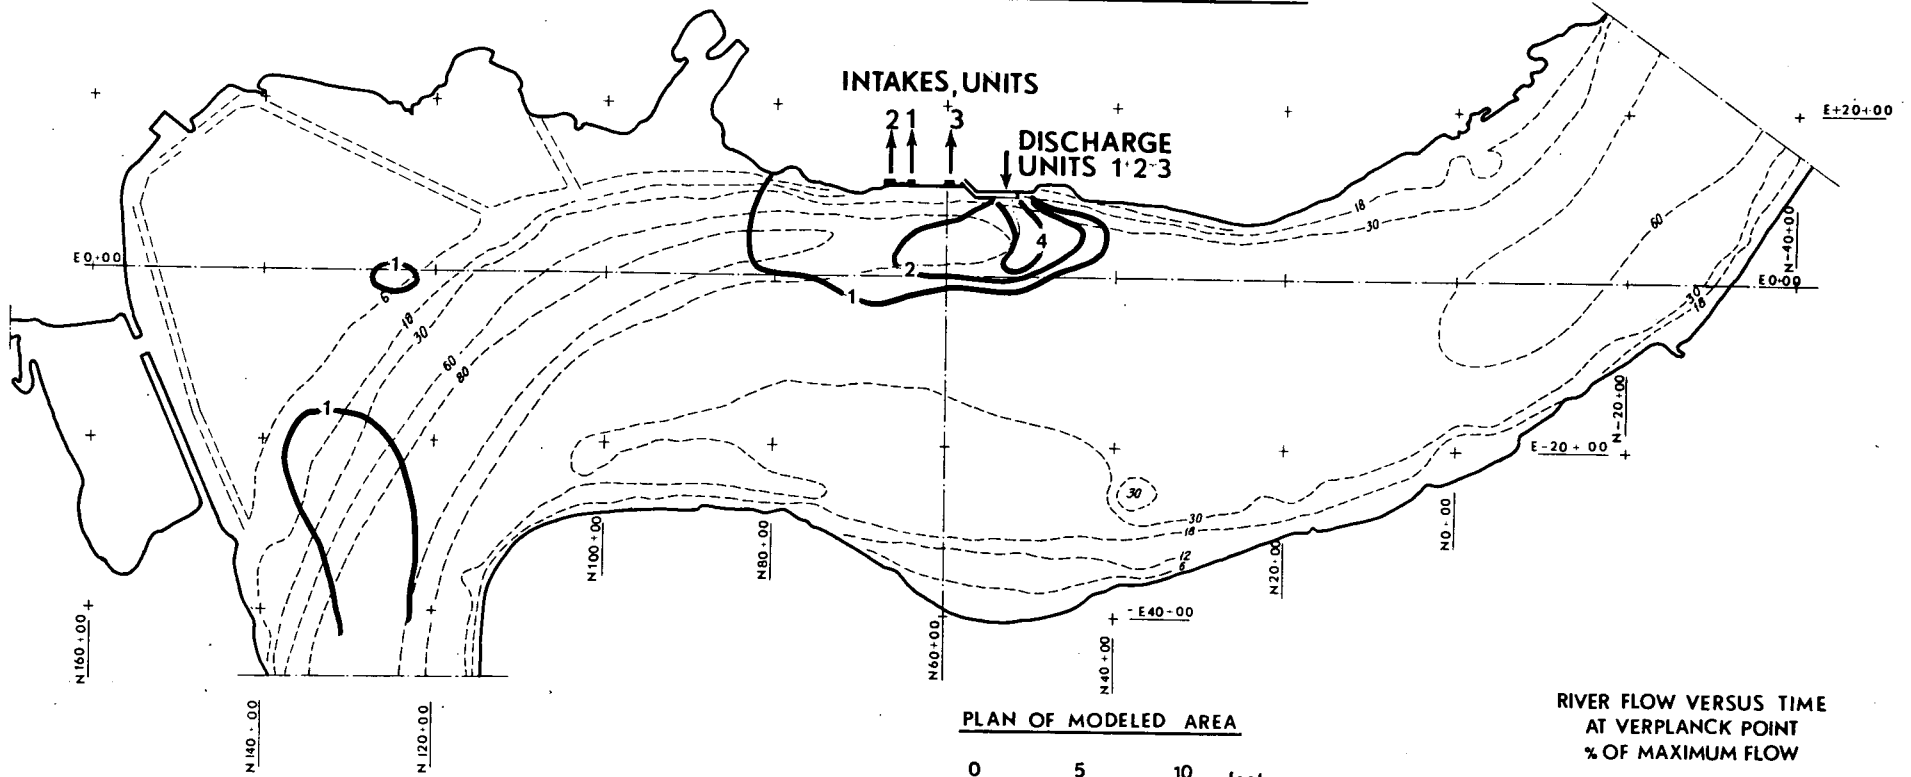 INTAKES, UNITS
2 1 3
DISCHARGE
UNITS 1·2-3
E+20+00
18
30
60
N-40+00
4
E 0+00
1
2
1
E 0+00
6
18
30
30
18
60
80
1
N-20+00
E-20+00
30
30
18
12
6
N100+00
N80+00
N20+00
N0+00
N160+00
N60+00
N40+00
E40+00
N140+00
N120+00
PLAN OF MODELED AREA
0 5 10
RIVER FLOW VERSUS TIME
AT VERPLANCK POINT
% OF MAXIMUM FLOW